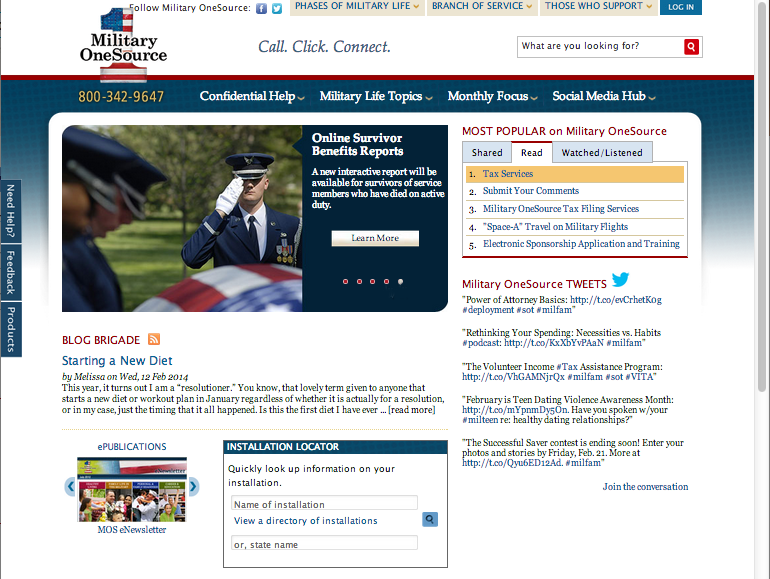 Follow Military OneSource:
PHASES OF MILITARY LIFE
BRANCH OF SERVICE
THOSE WHO SUPPORT
LOG IN
Military
OneSource
Call. Click. Connect.
What are you looking for?
800-342-9647
Confidential Help
Military Life Topics
Monthly Focus
Social Media Hub
Need Help?
Feedback
Products
Online Survivor
Benefits Reports
A new interactive report will be
available for survivors of service
members who have died on active
duty.
Learn More
MOST POPULAR on Military OneSource
Shared
Read
Watched/Listened
1. Tax Services
2. Submit Your Comments
3. Military OneSource Tax Filing Services
4. "Space-A" Travel on Military Flights
5. Electronic Sponsorship Application and Training
Military OneSource TWEETS
"Power of Attorney Basics: http://t.co/evCrhetK0g
#deployment #sot #milfam"
"Rethinking Your Spending: Necessities vs. Habits
#podcast: http://t.co/KxXbYvPAaN #milfam"
"The Volunteer Income #Tax Assistance Program:
http://t.co/VhGAMNjrQx #milfam #sot #VITA"
"February is Teen Dating Violence Awareness Month:
http://t.co/mYpnmDy5On. Have you spoken w/your
#milteen re: healthy dating relationships?"
"The Successful Saver contest is ending soon! Enter your
photos and stories by Friday, Feb. 21. More at
http://t.co/Qyu6ED12Ad. #milfam"
Join the conversation
BLOG BRIGADE
Starting a New Diet
by Melissa on Wed, 12 Feb 2014
This year, it turns out I am a "resolutioner." You know, that lovely term given to anyone that
starts a new diet or workout plan in January regardless of whether it is actually for a resolution,
or in my case, just the timing that it all happened. Is this the first diet I have ever ... [read more]
ePUBLICATIONS
MOS eNewsletter
INSTALLATION LOCATOR
Quickly look up information on your
installation.
Name of installation
View a directory of installations
or, state name